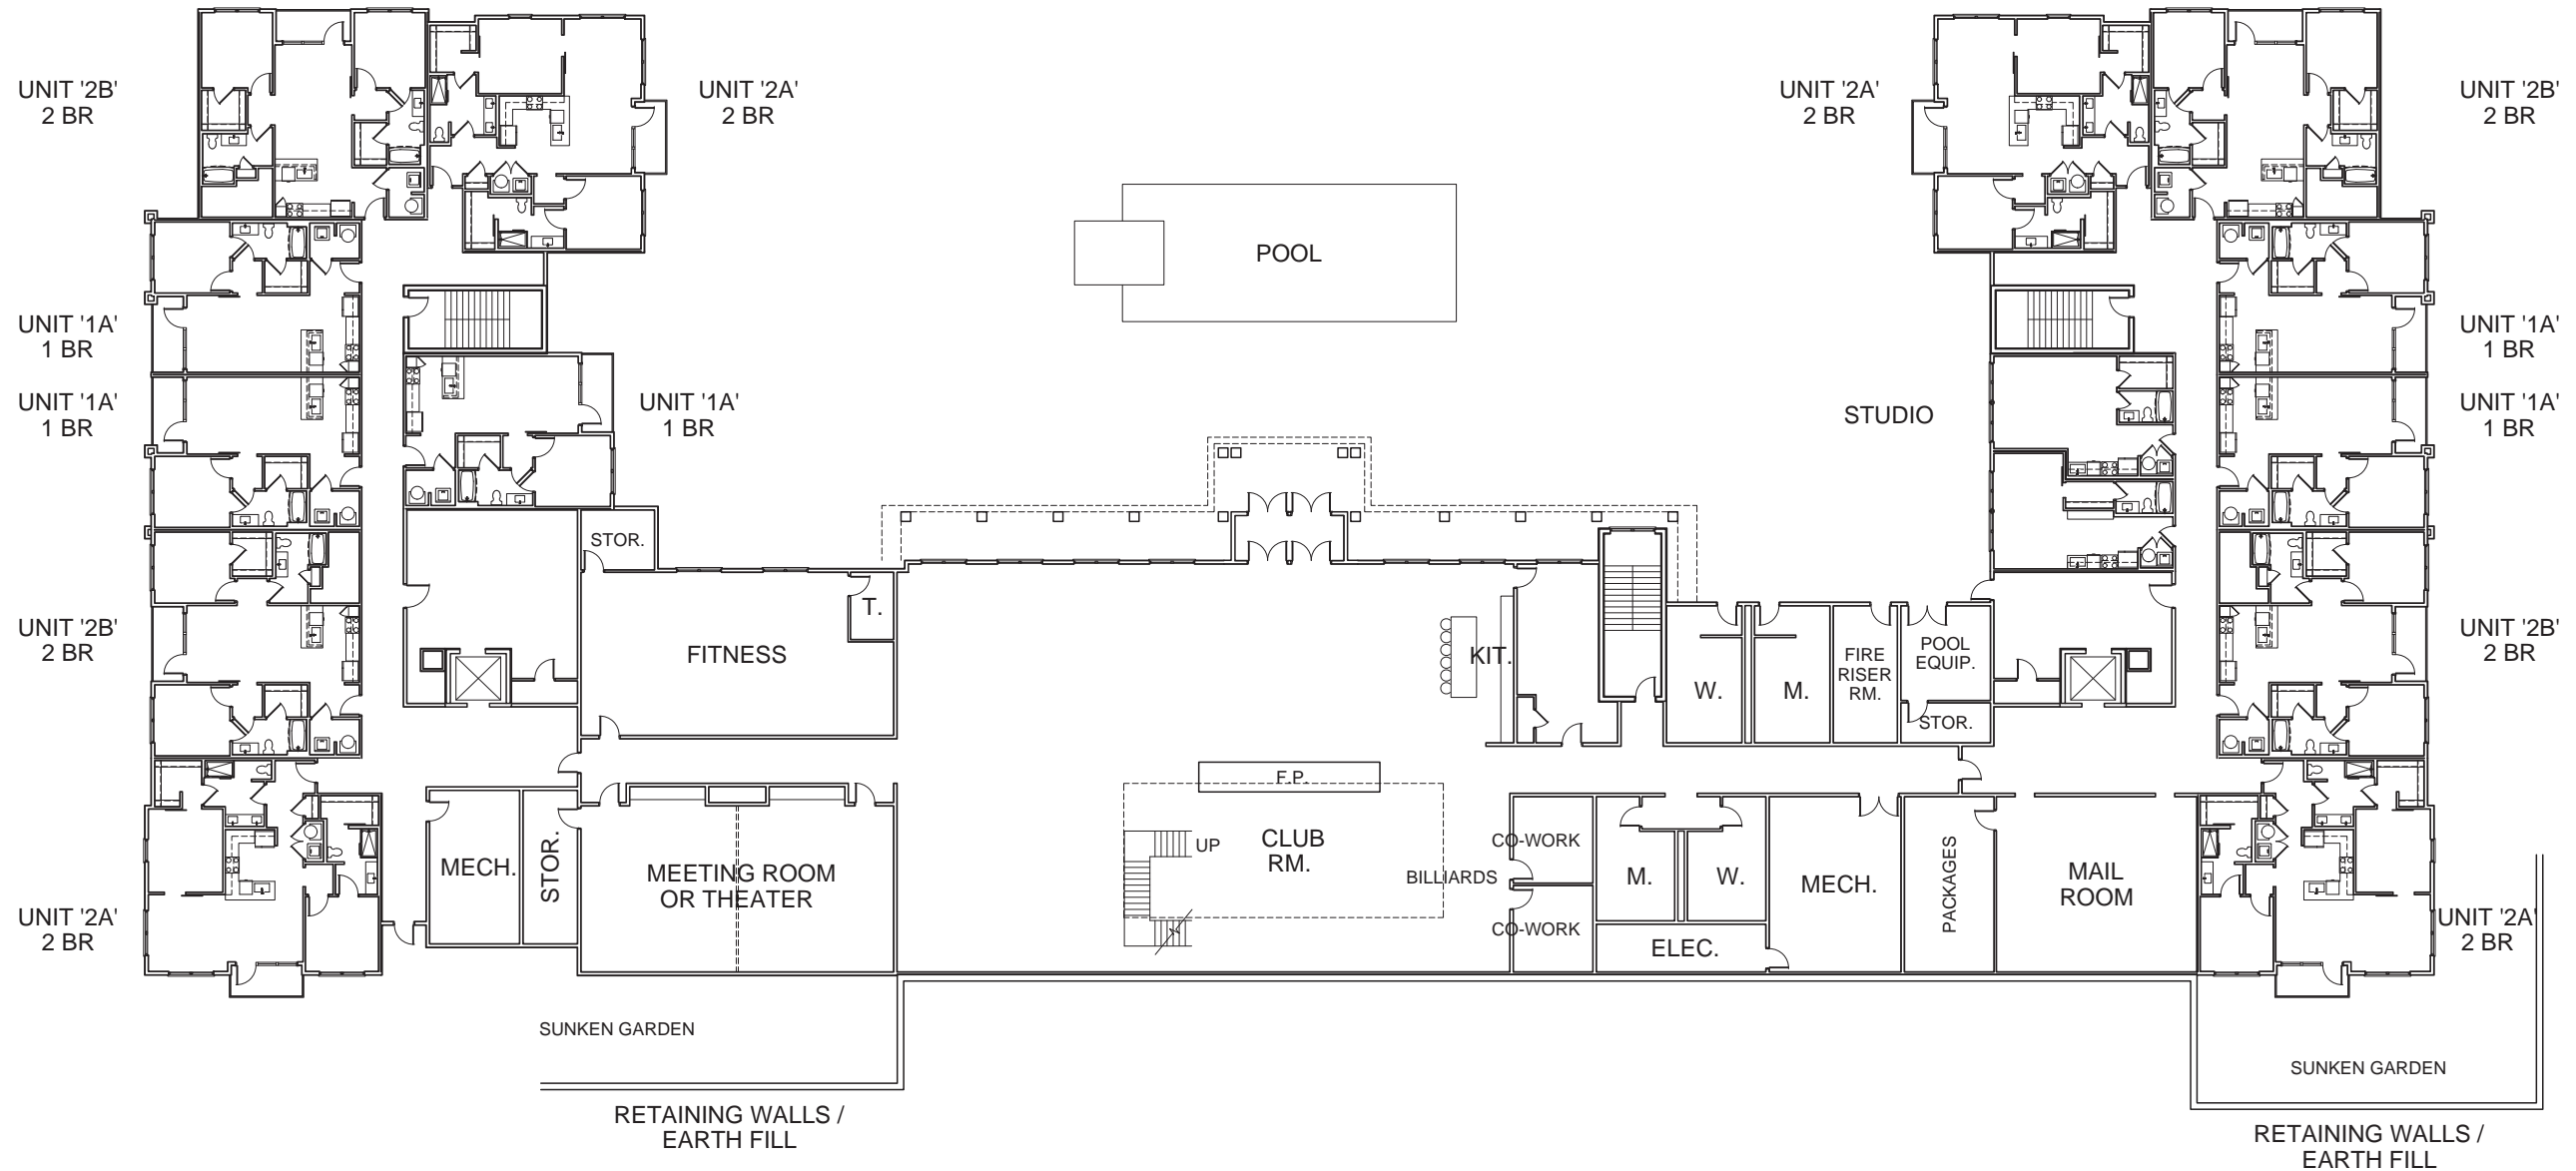 UNIT '2B'
2 BR
UNIT '2A'
2 BR
UNIT '2A'
2 BR
UNIT '2B'
2 BR
POOL
UNIT '1A'
1 BR
UNIT '1A'
1 BR
UNIT '1A'
1 BR
UNIT '1A'
1 BR
UNIT '1A'
1 BR
STUDIO
STOR.
T.
FITNESS
KIT.
UNIT '2B'
2 BR
UNIT '2B'
2 BR
W.
M.
FIRE
RISER
RM.
POOL
EQUIP.
STOR.
F.P.
MECH.
STOR.
MEETING ROOM
OR THEATER
UP
CLUB
RM.
BILLIARDS
CO-WORK
CO-WORK
M.
W.
ELEC.
MECH.
PACKAGES
MAIL
ROOM
UNIT '2A'
2 BR
UNIT '2A'
2 BR
SUNKEN GARDEN
SUNKEN GARDEN
RETAINING WALLS /
EARTH FILL
RETAINING WALLS /
EARTH FILL